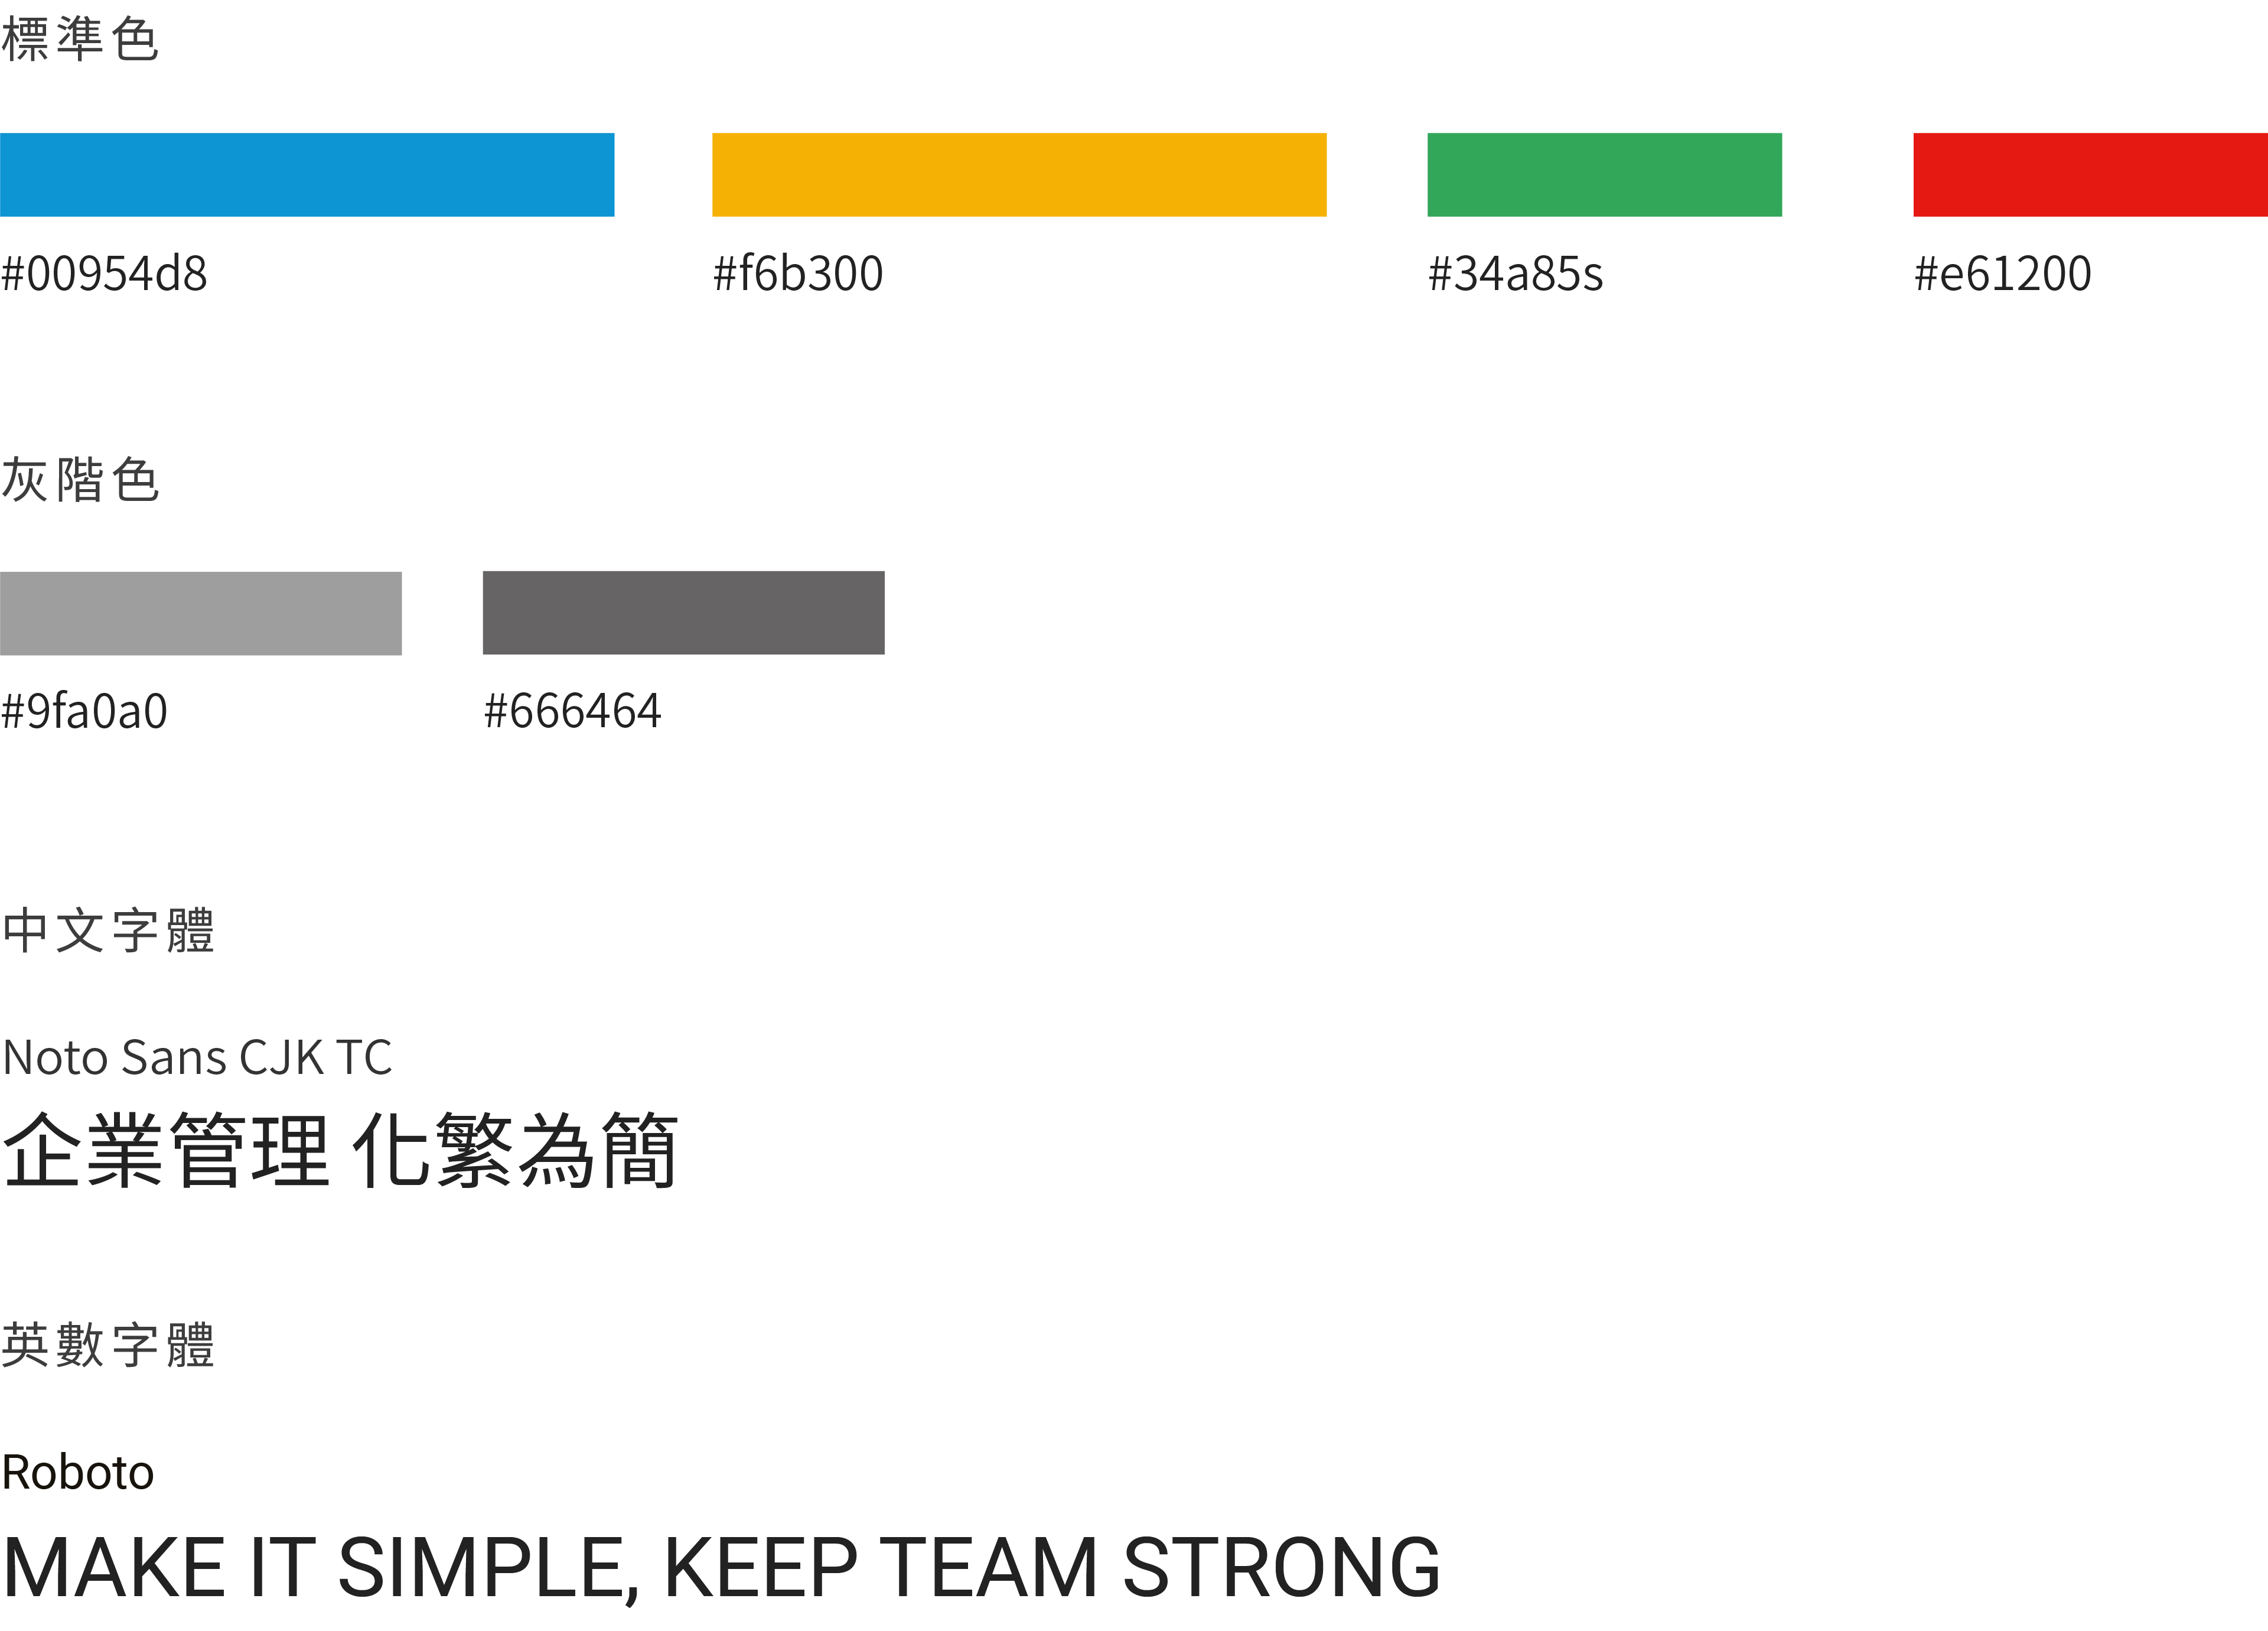 標準色
#00954d8 #f6b300 #34a85s #e61200
灰階色
#9fa0a0 #666464
中文字體
Noto Sans CJK TC
企業管理 化繁為簡
英數字體
Roboto
MAKE IT SIMPLE, KEEP TEAM STRONG